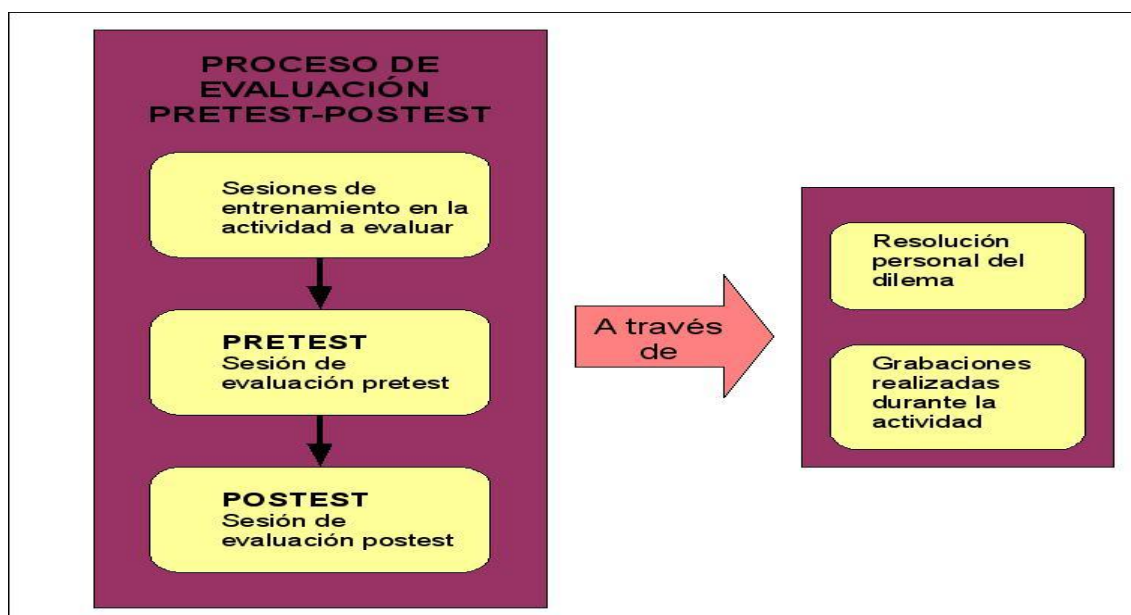 PROCESO DE
EVALUACIÓN
PRETEST-POSTEST
Sesiones de
entrenamiento en la
actividad a evaluar
PRETEST
Sesión de
evaluación pretest
POSTEST
Sesión de
evaluación postest
A través
de
Resolución
personal del
dilema
Grabaciones
realizadas
durante la
actividad